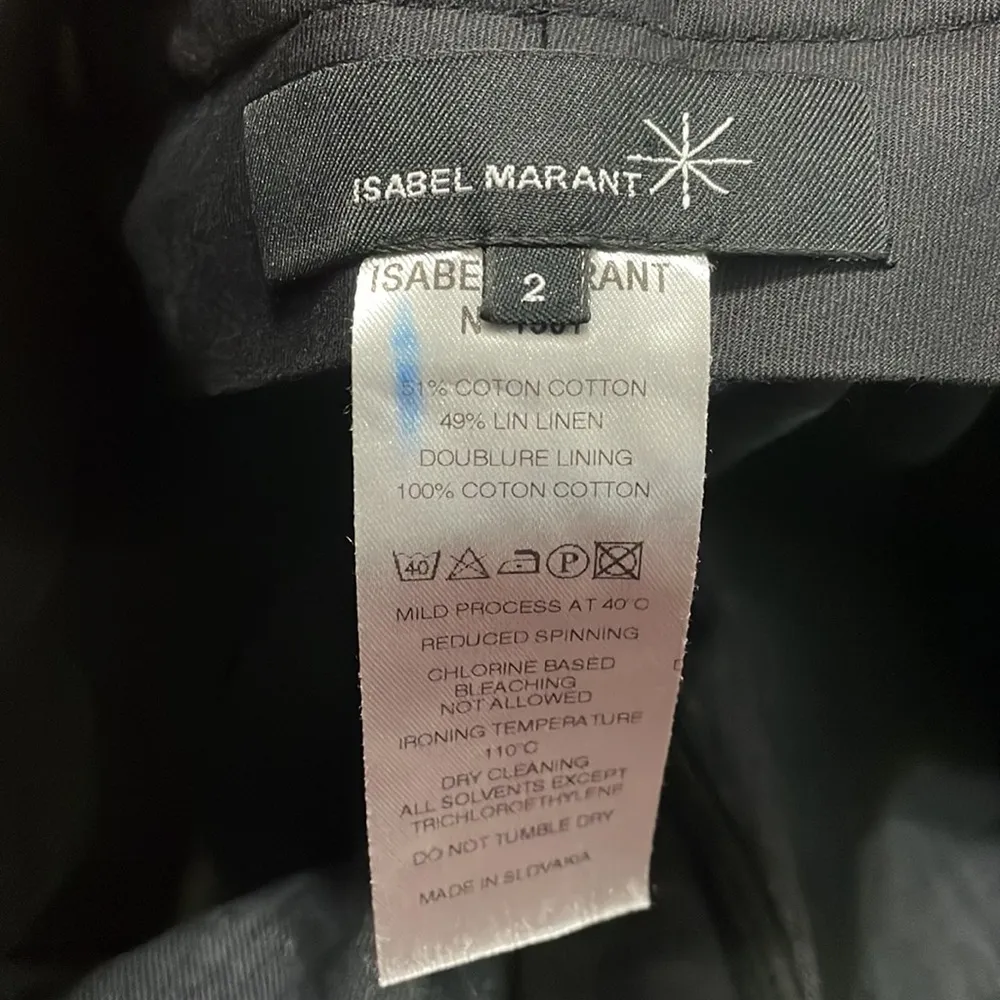 ISABEL MARANT
2
ISABE RANT
N
51% COTON COTTON
49% LIN LINEN
DOUBLURE LINING
100% COTON COTTON
40 P
MILD PROCESS AT 40°C
REDUCED SPINNING
CHLORINE BASED
BLEACHING
NOT ALLOWED
IRONING TEMPERATURE
110°C
DRY CLEANING
ALL SOLVENTS EXCEPT
TRICHLOROETHYLENE
DO NOT TUMBLE DRY
MADE IN SLOVAKIA